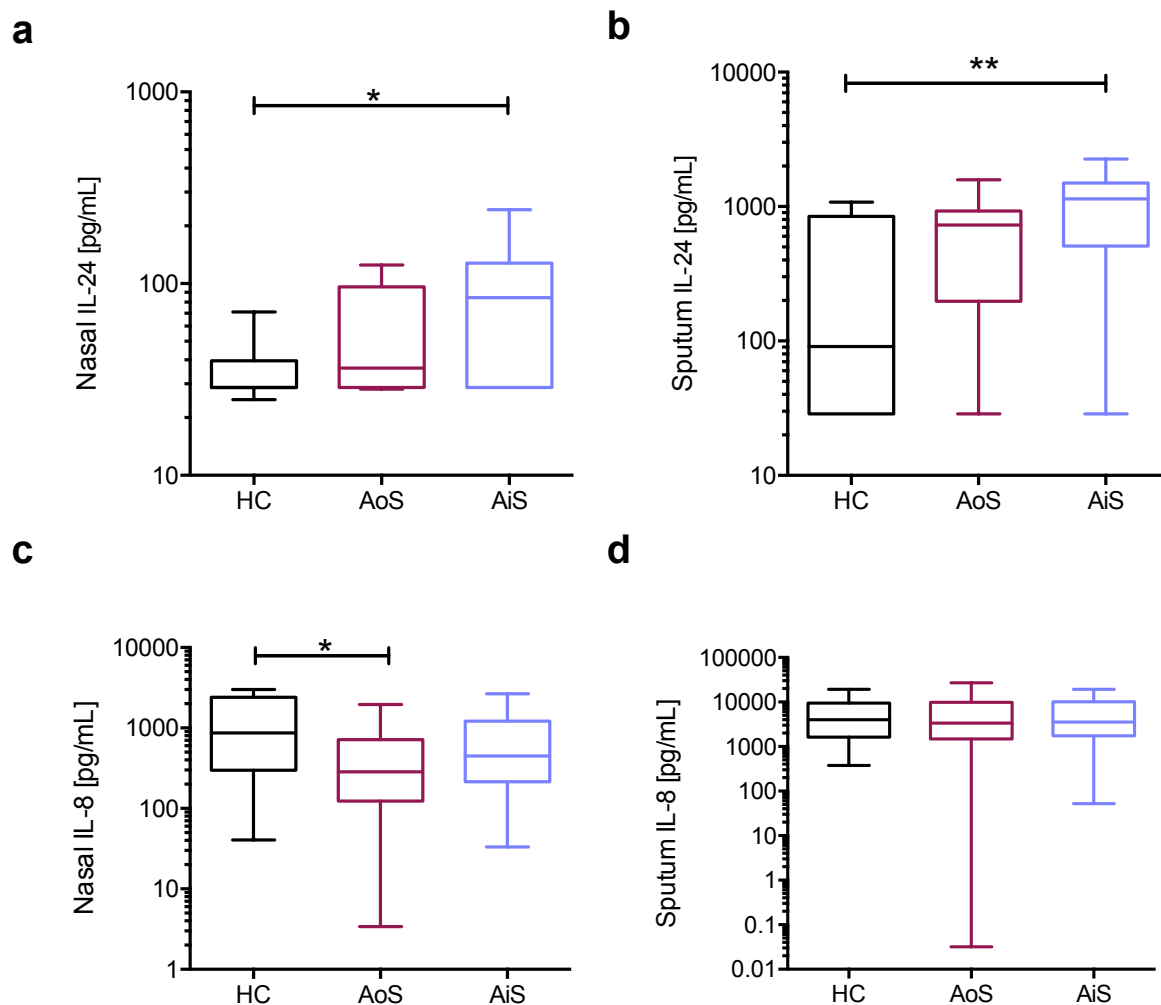 a
1000
100
10
Nasal IL-24 [pg/mL]
*
HC AoS AiS
b
10000
1000
100
10
Sputum IL-24 [pg/mL]
**
HC AoS AiS
c
10000
1000
100
10
1
Nasal IL-8 [pg/mL]
*
HC AoS AiS
d
100000
10000
1000
100
10
1
0.1
0.01
Sputum IL-8 [pg/mL]
HC AoS AiS